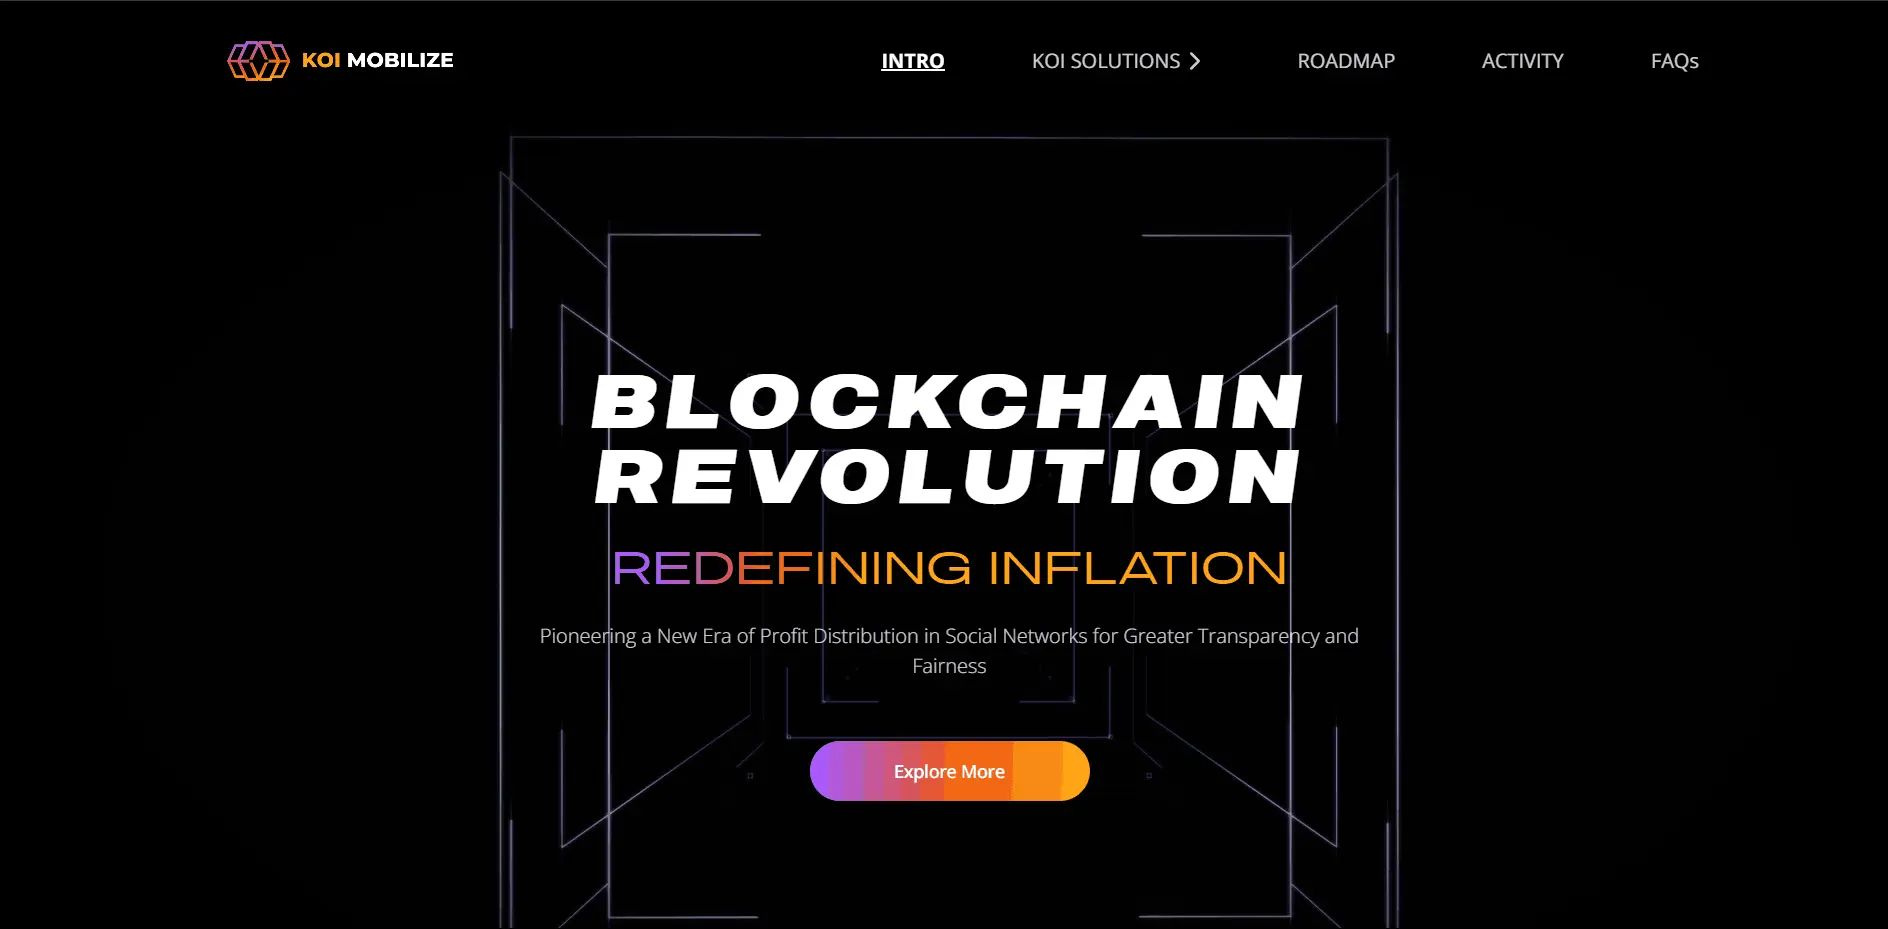 KOI MOBILIZE
INTRO
KOI SOLUTIONS
ROADMAP
ACTIVITY
FAQs
BLOCKCHAIN
REVOLUTION
REDEFINING INFLATION
Pioneering a New Era of Profit Distribution in Social Networks for Greater Transparency and
Fairness
Explore More